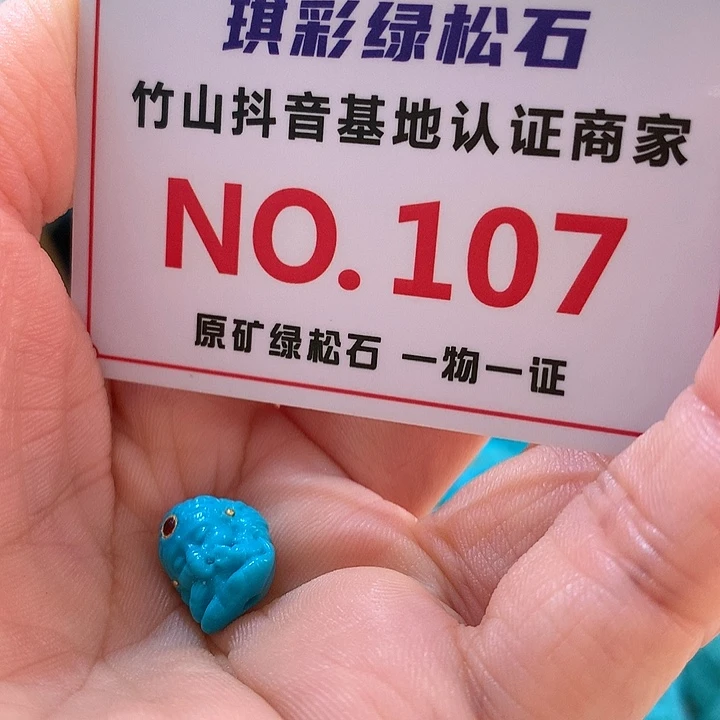 琪彩绿松石
竹山抖音基地认证商家
NO.107
原矿绿松石 一物一证